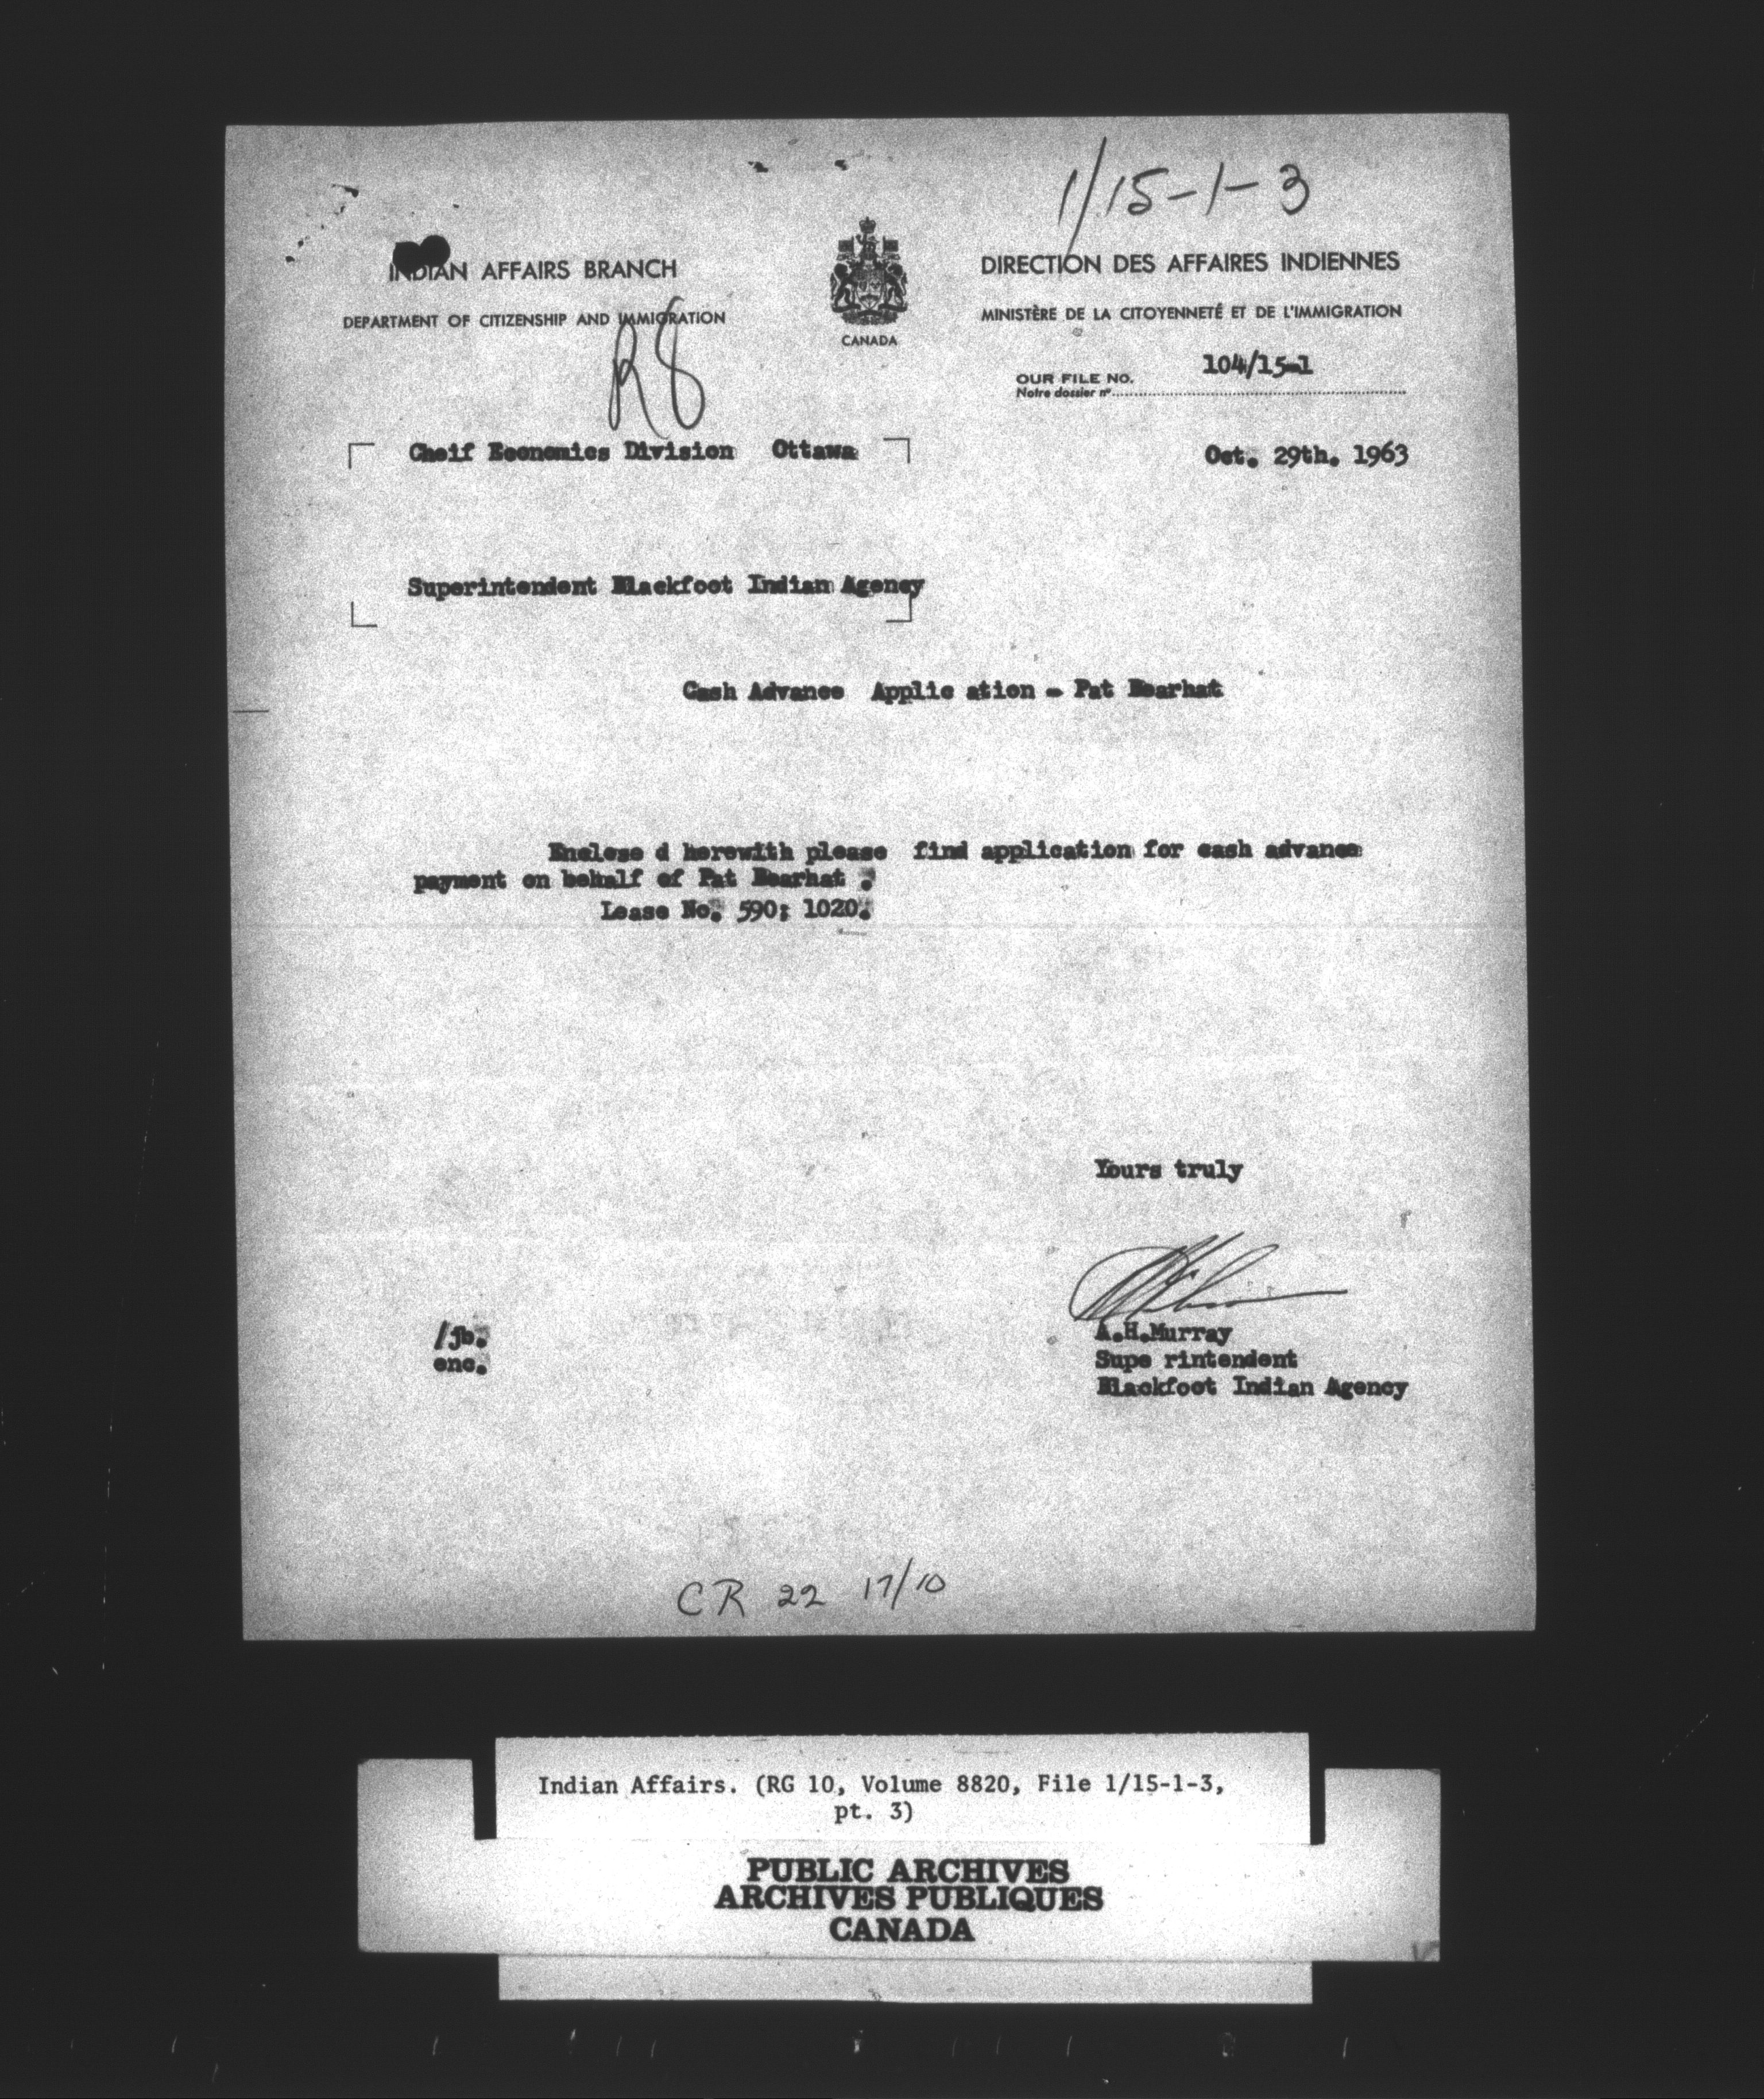 1/15-1-3
INDIAN AFFAIRS BRANCH
DEPARTMENT OF CITIZENSHIP AND IMMIGRATION
CANADA
DIRECTION DES AFFAIRES INDIENNES
MINISTÈRE DE LA CITOYENNETÉ ET DE L'IMMIGRATION
R8
OUR FILE NO. 104/15-1
Notre dossier nº
Cheif Economics Division Ottawa
Oct. 29th. 1963
Superintendent Blackfoot Indian Agency
Cash Advance Applic ation - Pat Bearhat
Enclose d herewith please find application for cash advance
payment on behalf of Pat Bearhat .
Lease No. 590; 1020.
Yours truly
/jb.
enc.
A.H.Murray
Supe rintendent
Blackfoot Indian Agency
CR 22 17/10
Indian Affairs. (RG 10, Volume 8820, File 1/15-1-3,
pt. 3)
PUBLIC ARCHIVES
ARCHIVES PUBLIQUES
CANADA